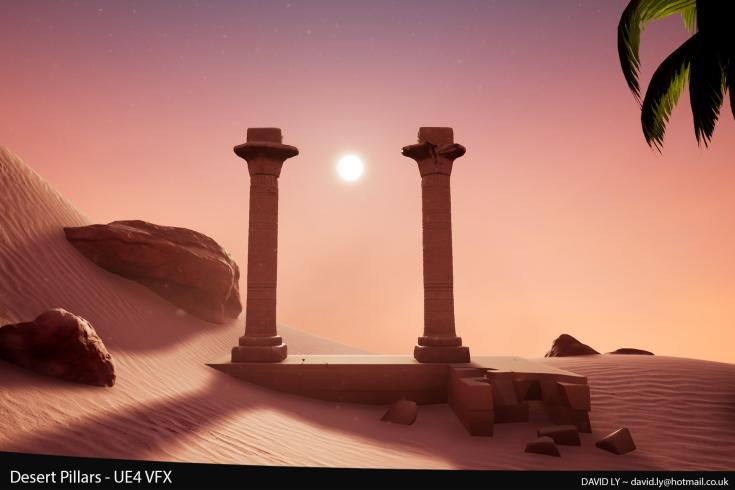 Desert Pillars - UE4 VFX
DAVID LY ~ david.ly@hotmail.co.uk